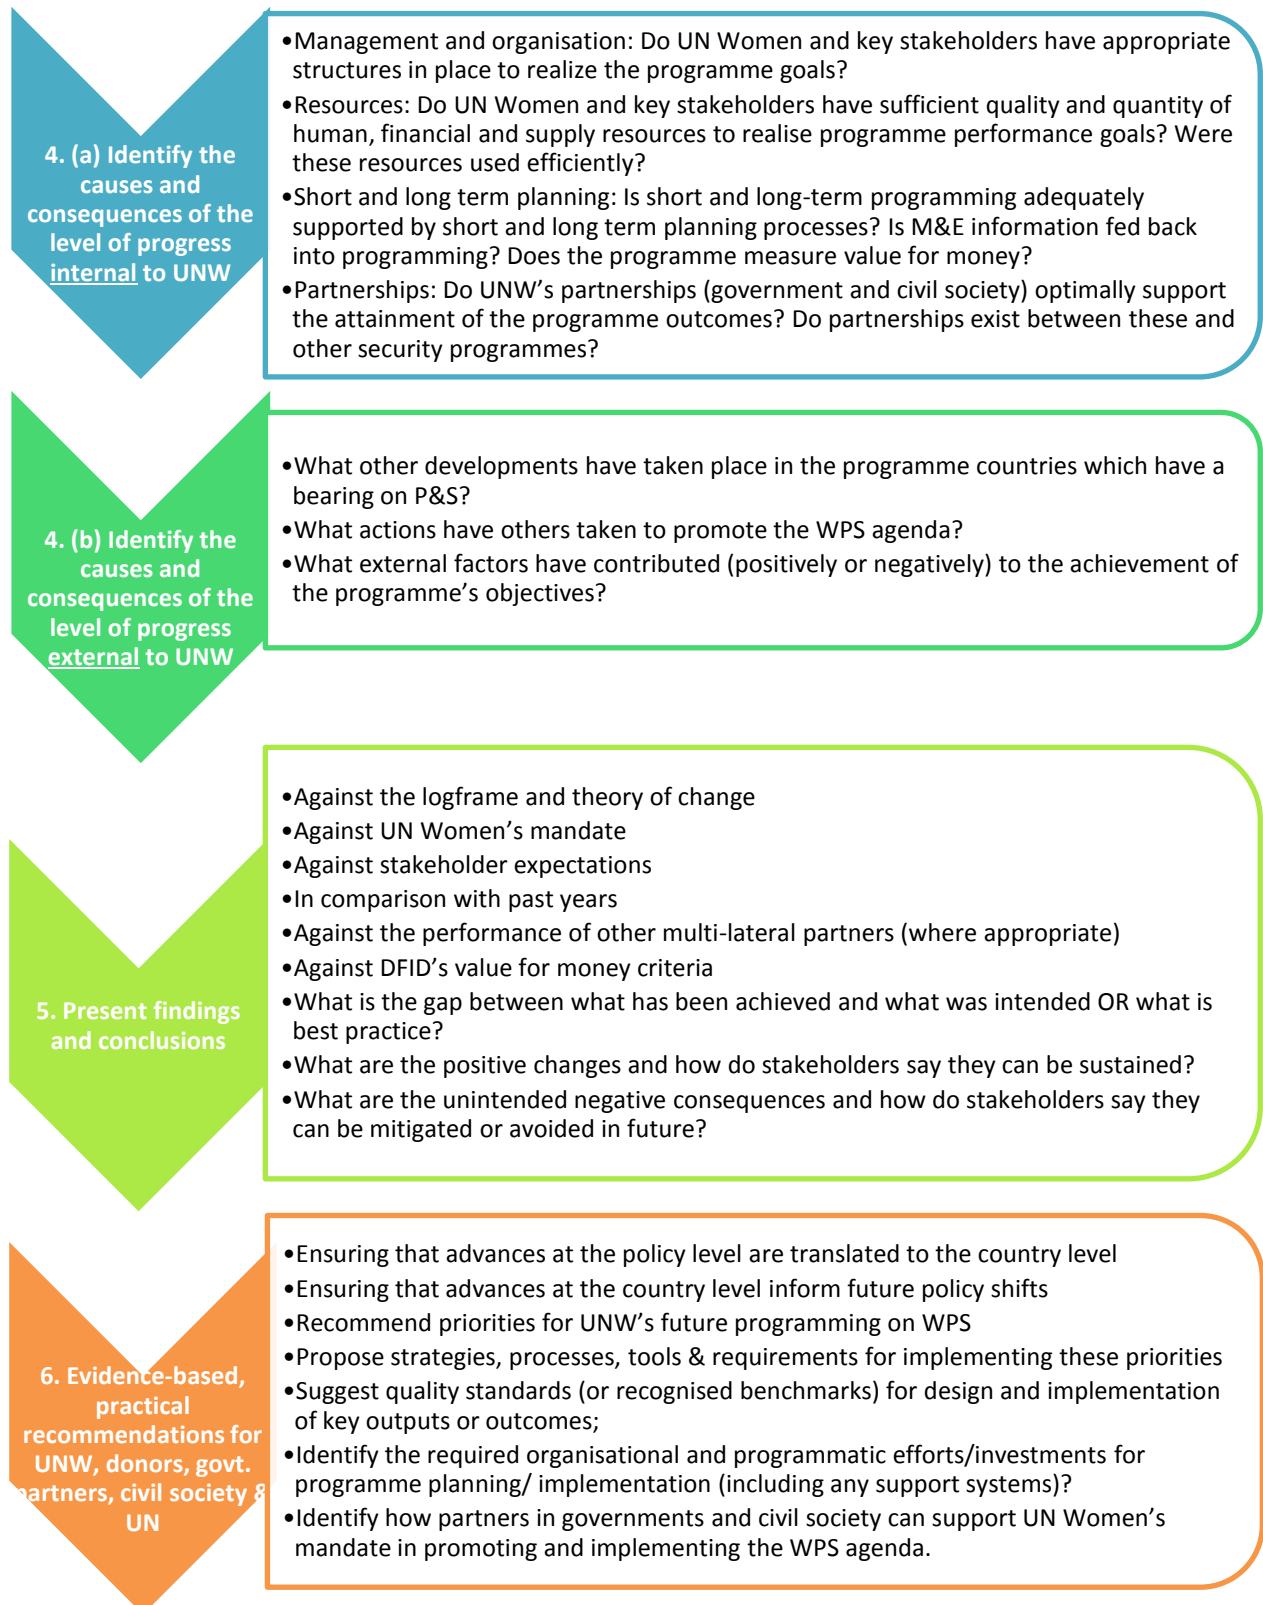 4. (a) Identify the
causes and
consequences of the
level of progress
internal to UNW
•Management and organisation: Do UN Women and key stakeholders have appropriate
structures in place to realize the programme goals?
•Resources: Do UN Women and key stakeholders have sufficient quality and quantity of
human, financial and supply resources to realise programme performance goals? Were
these resources used efficiently?
•Short and long term planning: Is short and long-term programming adequately
supported by short and long term planning processes? Is M&E information fed back
into programming? Does the programme measure value for money?
•Partnerships: Do UNW's partnerships (government and civil society) optimally support
the attainment of the programme outcomes? Do partnerships exist between these and
other security programmes?
4. (b) Identify the
causes and
consequences of the
level of progress
external to UNW
•What other developments have taken place in the programme countries which have a
bearing on P&S?
•What actions have others taken to promote the WPS agenda?
•What external factors have contributed (positively or negatively) to the achievement of
the programme's objectives?
5. Present findings
and conclusions
•Against the logframe and theory of change
•Against UN Women's mandate
•Against stakeholder expectations
•In comparison with past years
•Against the performance of other multi-lateral partners (where appropriate)
•Against DFID's value for money criteria
•What is the gap between what has been achieved and what was intended OR what is
best practice?
•What are the positive changes and how do stakeholders say they can be sustained?
•What are the unintended negative consequences and how do stakeholders say they
can be mitigated or avoided in future?
6. Evidence-based,
practical
recommendations for
UNW, donors, govt.
partners, civil society &
UN
•Ensuring that advances at the policy level are translated to the country level
•Ensuring that advances at the country level inform future policy shifts
•Recommend priorities for UNW's future programming on WPS
•Propose strategies, processes, tools & requirements for implementing these priorities
•Suggest quality standards (or recognised benchmarks) for design and implementation
of key outputs or outcomes;
•Identify the required organisational and programmatic efforts/investments for
programme planning/ implementation (including any support systems)?
•Identify how partners in governments and civil society can support UN Women's
mandate in promoting and implementing the WPS agenda.